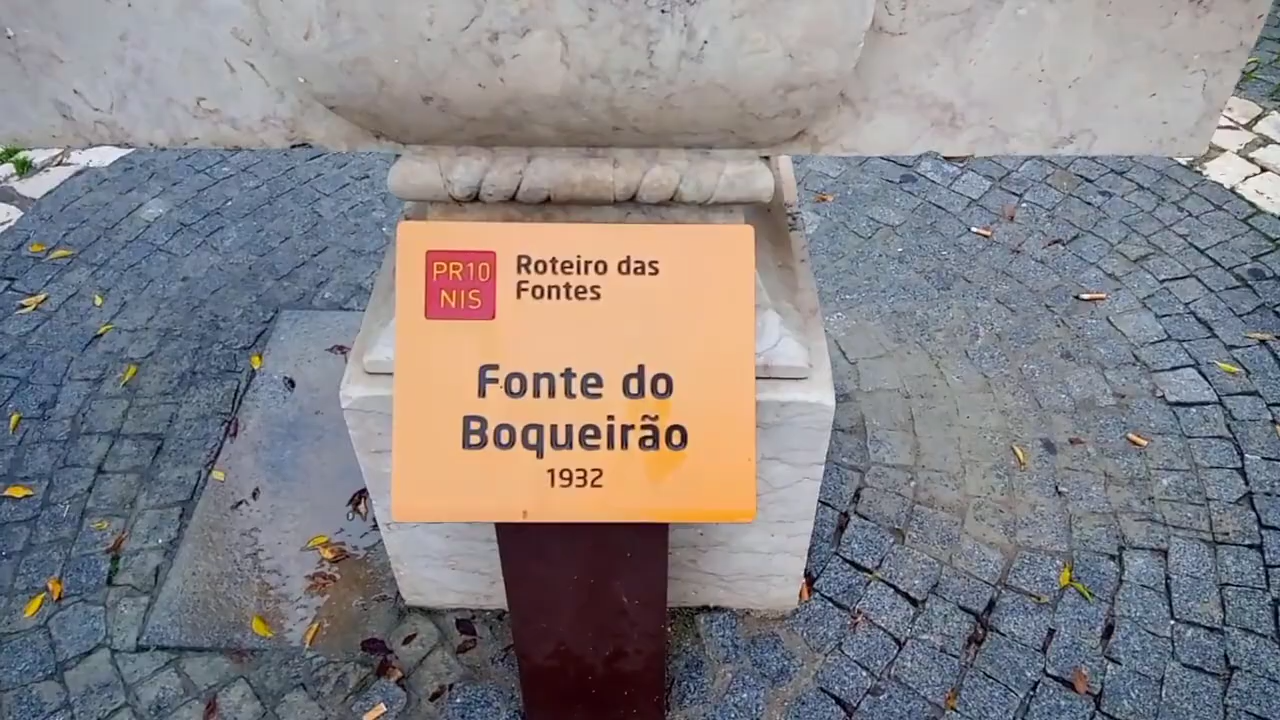 PR10
NIS
Roteiro das
Fontes
Fonte do
Boqueirão
1932